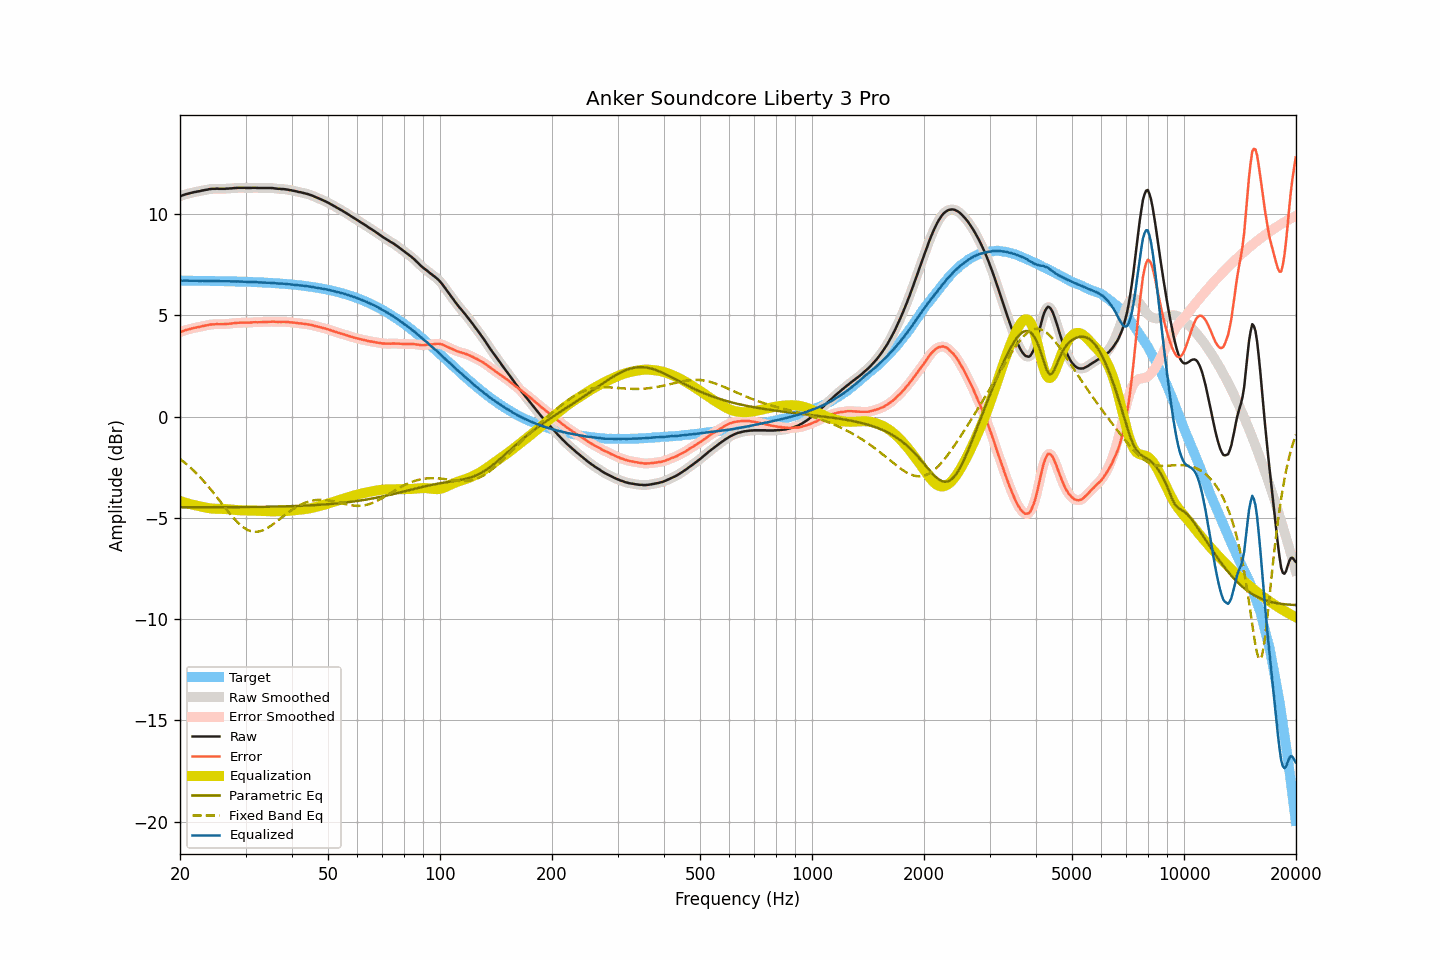 Anker Soundcore Liberty 3 Pro
Amplitude (dBr)
10
5
0
−5
−10
−15
−20
Target
Raw Smoothed
Error Smoothed
Raw
Error
Equalization
Parametric Eq
Fixed Band Eq
Equalized
20 50 100 200 500 1000 2000 5000 10000 20000
Frequency (Hz)